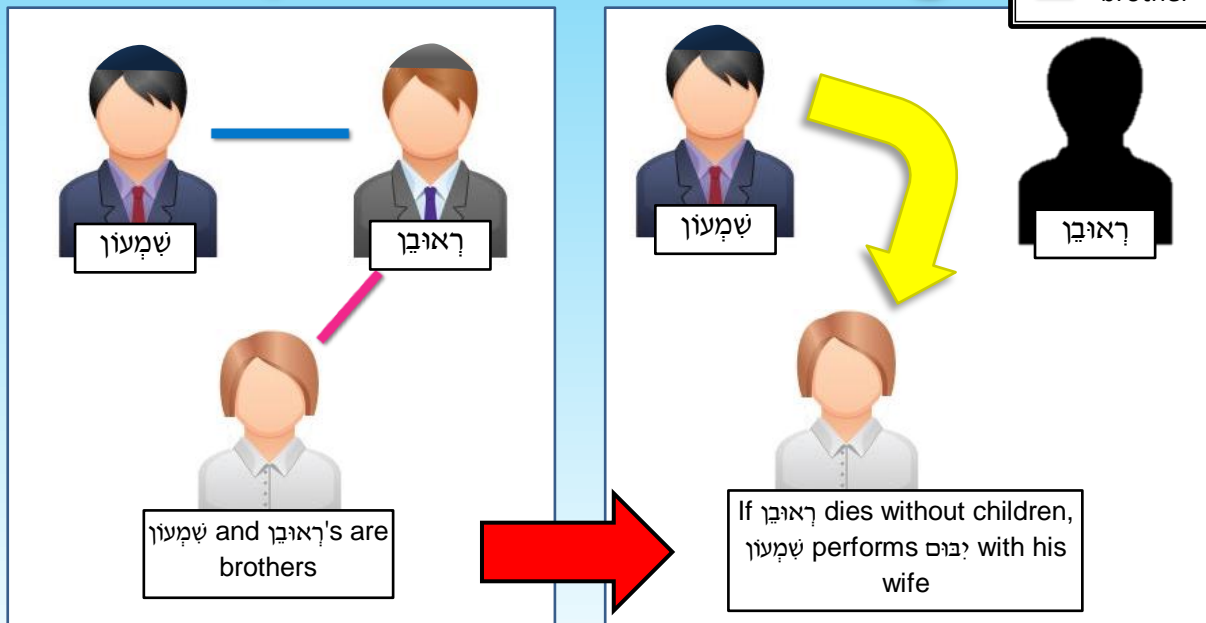 brother
שִׁמְעוֹן
רְאוּבֵן
שִׁמְעוֹן and רְאוּבֵן's are
brothers
שִׁמְעוֹן
רְאוּבֵן
If רְאוּבֵן dies without children,
שִׁמְעוֹן performs יִבּוּם with his
wife